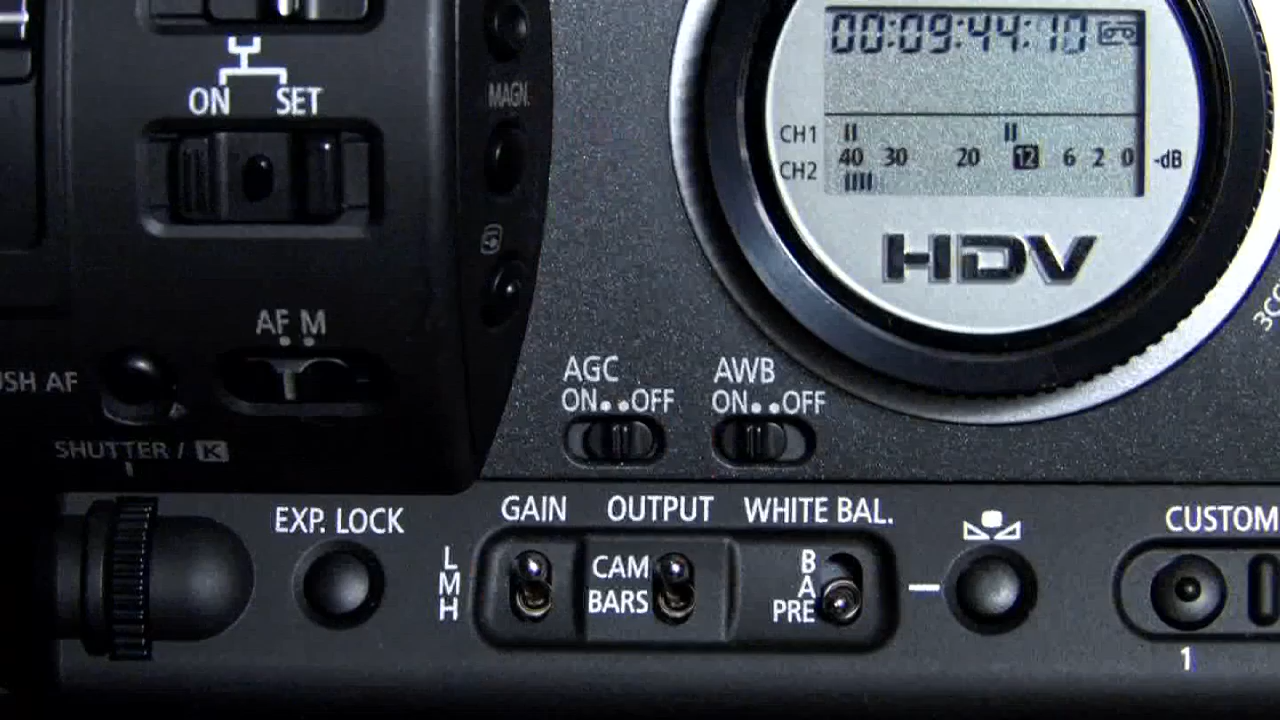 00:09:44:10
ON SET
MAGN.
CH1
40 30 20 12 6 2 0 -dB
CH2
HDV
3CC
AF M
USH AF
AGC
ON OFF
AWB
ON OFF
SHUTTER / K
EXP. LOCK
GAIN
L
M
H
OUTPUT
CAM
BARS
WHITE BAL.
B
A
PRE
CUSTOM
1